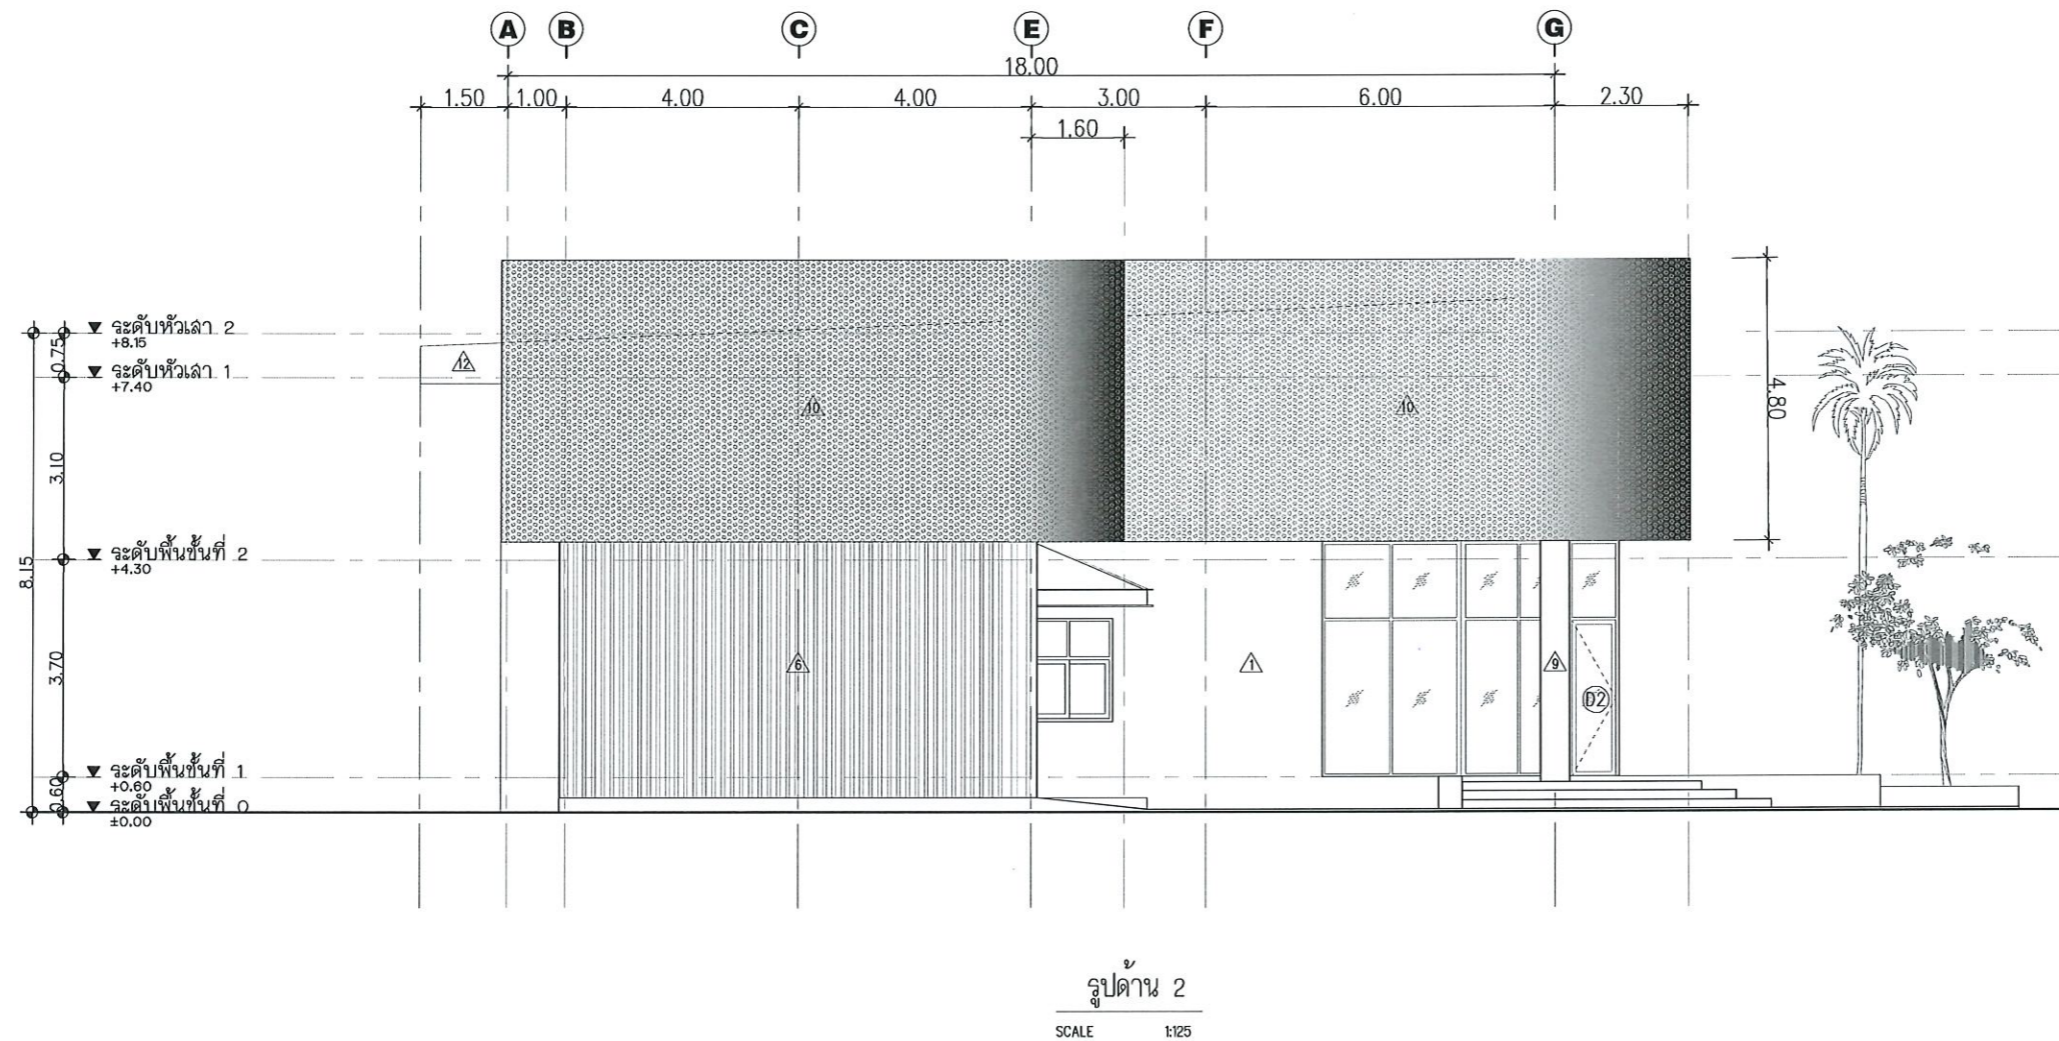 A B C E F G
18.00
1.50 1.00 4.00 4.00 3.00 6.00 2.30
1.60
ระดับหัวเสา 2
+8.15
0.75
ระดับหัวเสา 1
+7.40
12
10
10
4.80
3.10
ระดับพื้นชั้นที่ 2
+4.30
8.15
3.70
6
1
9
D2
ระดับพื้นชั้นที่ 1
+0.60
0.60
ระดับพื้นชั้นที่ 0
±0.00
รูปด้าน 2
SCALE 1:125